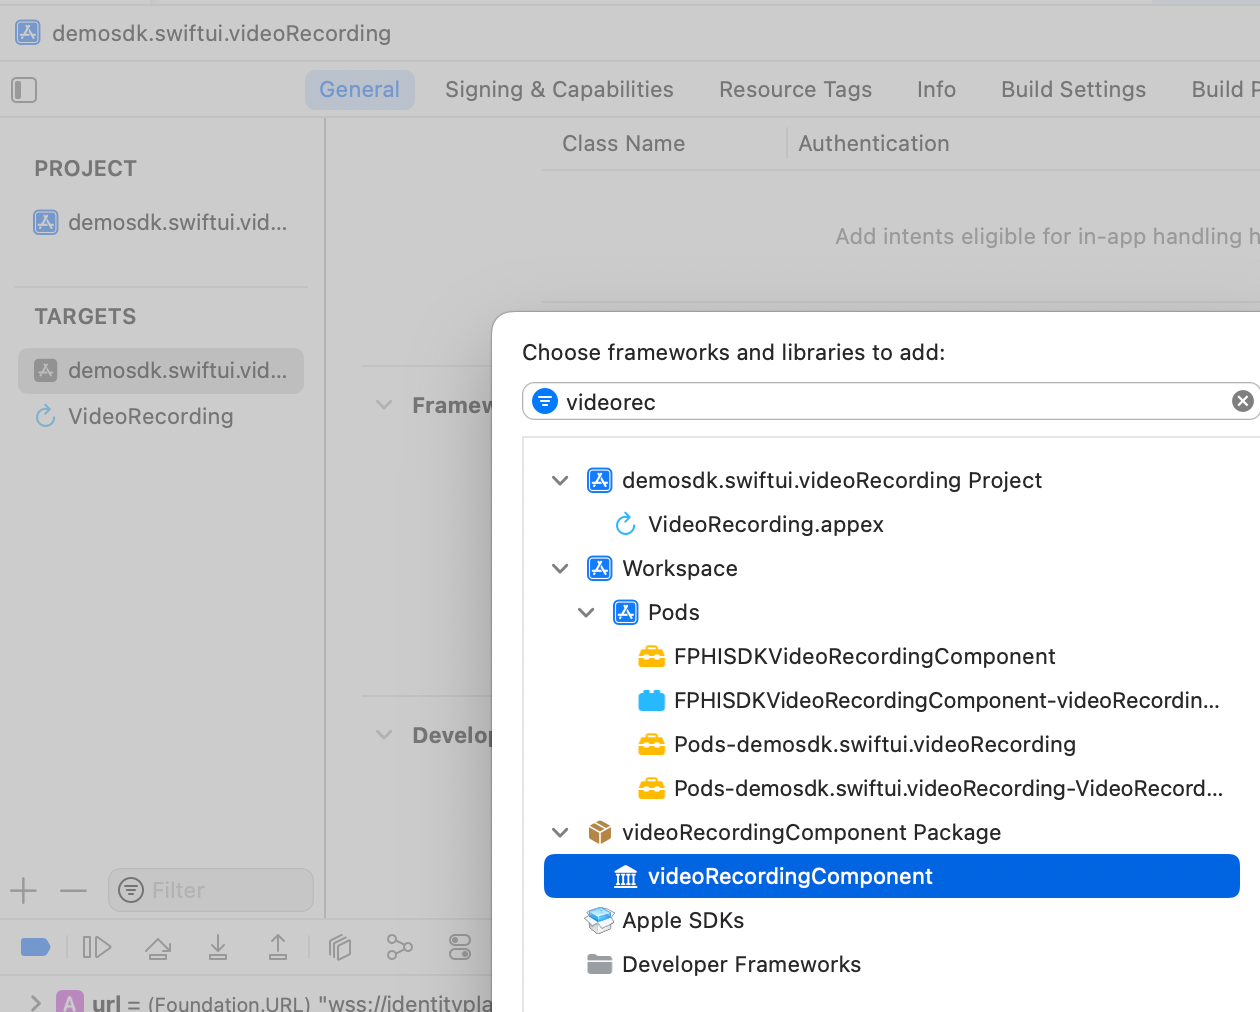 demosdk.swiftui.videoRecording
General Signing & Capabilities Resource Tags Info Build Settings Build P
Class Name Authentication
PROJECT
demosdk.swiftui.vid...
Add intents eligible for in-app handling h
TARGETS
demosdk.swiftui.vid...
VideoRecording
Framew
Develop
Choose frameworks and libraries to add:
videorec
demosdk.swiftui.videoRecording Project
VideoRecording.appex
Workspace
Pods
FPHISDKVideoRecordingComponent
FPHISDKVideoRecordingComponent-videoRecordin...
Pods-demosdk.swiftui.videoRecording
Pods-demosdk.swiftui.videoRecording-VideoRecord...
videoRecordingComponent Package
videoRecordingComponent
Apple SDKs
Developer Frameworks
Filter
A url = (Foundation.URL) "wss://identitypla